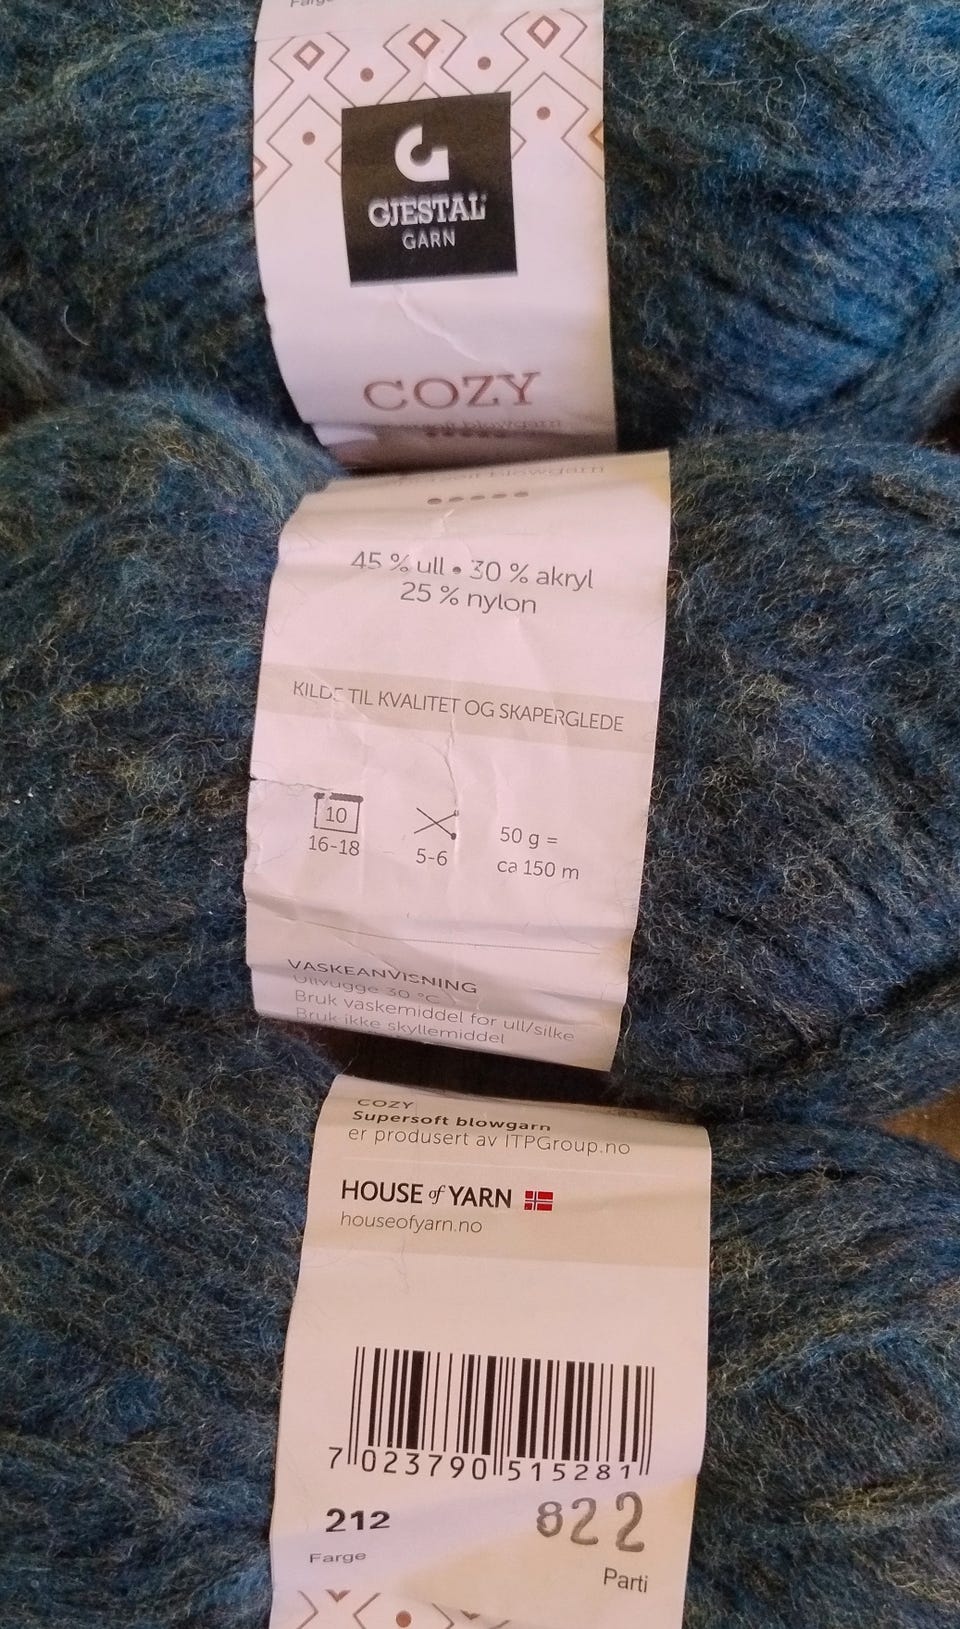 Farge
GJESTAL
GARN
COZY
blowgarn
blowgarn
45 % ull • 30 % akryl
25 % nylon
KILDE TIL KVALITET OG SKAPERGLEDE
10
16-18
5-6
50 g =
ca 150 m
VASKEANVISNING
Ullvugge 30 °C
Bruk vaskemiddel for ull/silke
Bruk ikke skyllemiddel
COZY
Supersoft blowgarn
er produsert av ITPGroup.no
HOUSE of YARN
houseofyarn.no
7 023790 515281
212
822
Farge
Parti